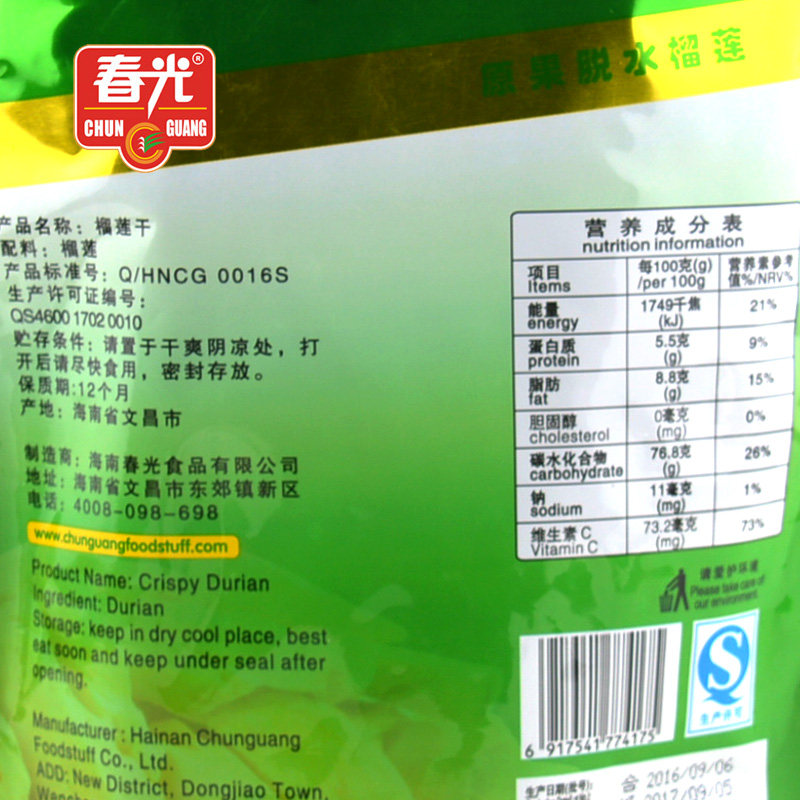 春光®
CHUN GUANG
原果脱水榴莲
产品名称：榴莲干
配料：榴莲
产品标准号：Q/HNCG 0016S
生产许可证编号：
QS4600 1702 0010
贮存条件：请置于干爽阴凉处，打
开后请尽快食用，密封存放。
保质期:12个月
产地：海南省文昌市
制造商：海南春光食品有限公司
地址：海南省文昌市东郊镇新区
电话：4008-098-698
www.chunguangfoodstuff.com
Product Name: Crispy Durian
Ingredient: Durian
Storage: keep in dry cool place, best
eat soon and keep under seal after
opening.
Manufacturer : Hainan Chunguang
Foodstuff Co., Ltd.
ADD: New District, Dongjiao Town,
营养成分表
nutrition information
项目 每100克(g) 营养素参考
Items /per 100g 值%/NRV%
能量 1749千焦 21%
energy (kJ)
蛋白质 5.5克 9%
protein (g)
脂肪 8.8克 15%
fat (g)
胆固醇 0毫克 0%
cholesterol (mg)
碳水化合物 76.8克 26%
carbohydrate (g)
钠 11毫克 1%
sodium (mg)
维生素C 73.2毫克 73%
Vitamin C (mg)
请爱护环境
Please take care of
our environment.
生产许可
6 917541 774175
生产日期(批号): 合 2016/09/06
2017/09/05